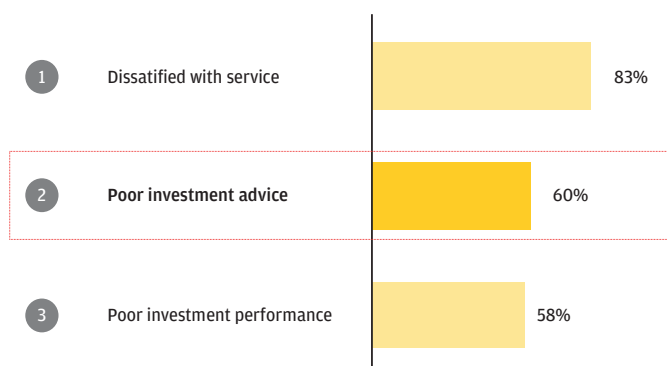 1 Dissatified with service 83%
2 Poor investment advice 60%
3 Poor investment performance 58%